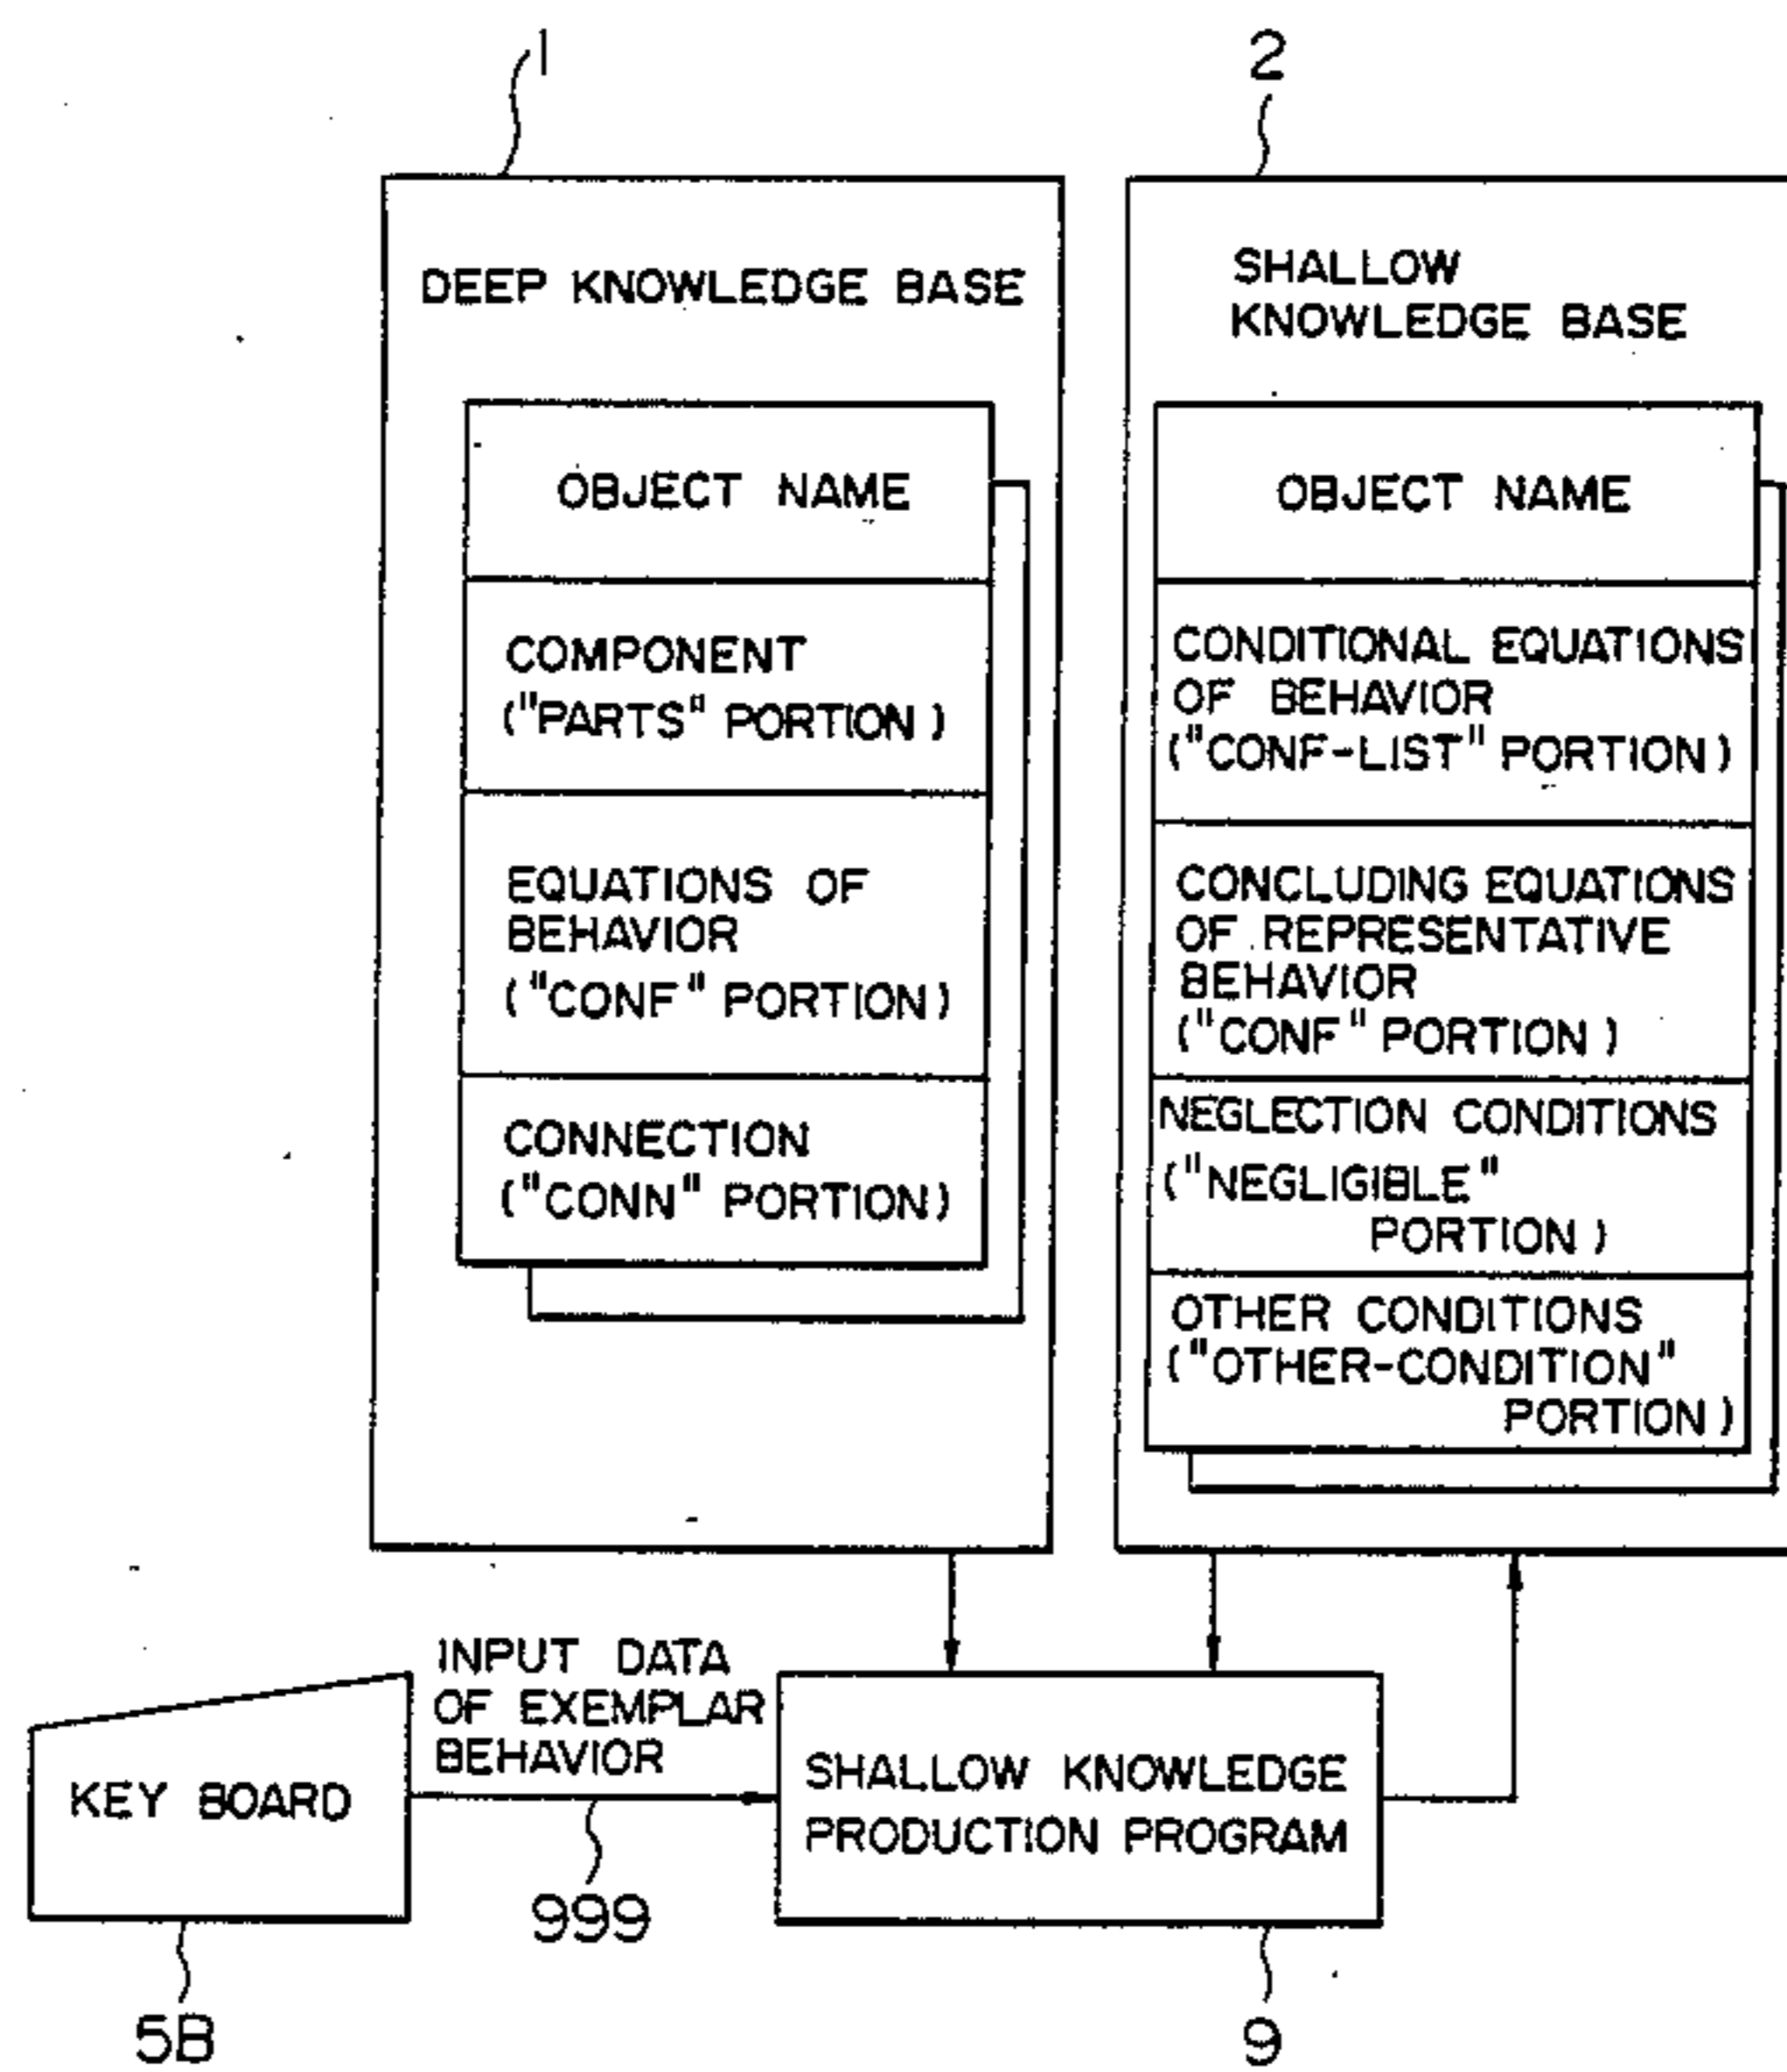 1
2
DEEP KNOWLEDGE BASE
OBJECT NAME
COMPONENT
("PARTS" PORTION)
EQUATIONS OF
BEHAVIOR
("CONF" PORTION)
CONNECTION
("CONN" PORTION)
SHALLOW
KNOWLEDGE BASE
OBJECT NAME
CONDITIONAL EQUATIONS
OF BEHAVIOR
("CONF-LIST" PORTION)
CONCLUDING EQUATIONS
OF REPRESENTATIVE
BEHAVIOR
("CONF" PORTION)
NEGLECTION CONDITIONS
("NEGLIGIBLE"
PORTION)
OTHER CONDITIONS
("OTHER-CONDITION"
PORTION)
INPUT DATA
OF EXEMPLAR
BEHAVIOR
KEY BOARD
SHALLOW KNOWLEDGE
PRODUCTION PROGRAM
999
5B
9